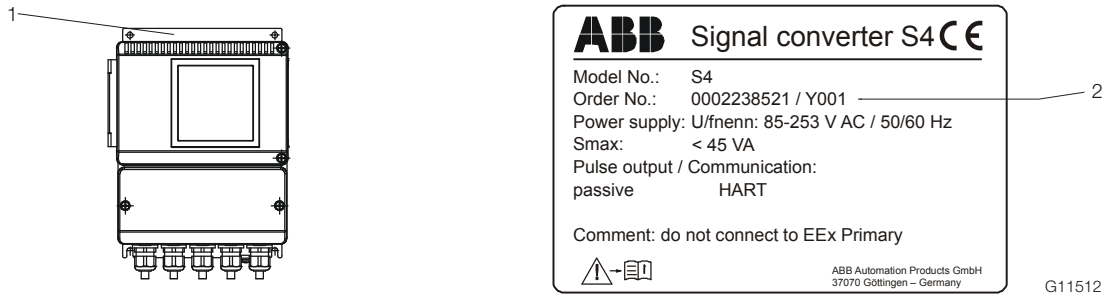 1
ABB Signal converter S4 CE
Model No.: S4
Order No.: 0002238521 / Y001
2
Power supply: U/fnenn: 85-253 V AC / 50/60 Hz
Smax: < 45 VA
Pulse output / Communication:
passive HART
Comment: do not connect to EEx Primary
ABB Automation Products GmbH
37070 Göttingen – Germany
G11512